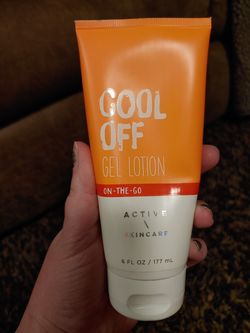 COOL
OFF
GEL LOTION
ON-THE-GO
ACTIVE
\
SKINCARE
6 FL OZ / 177 mL